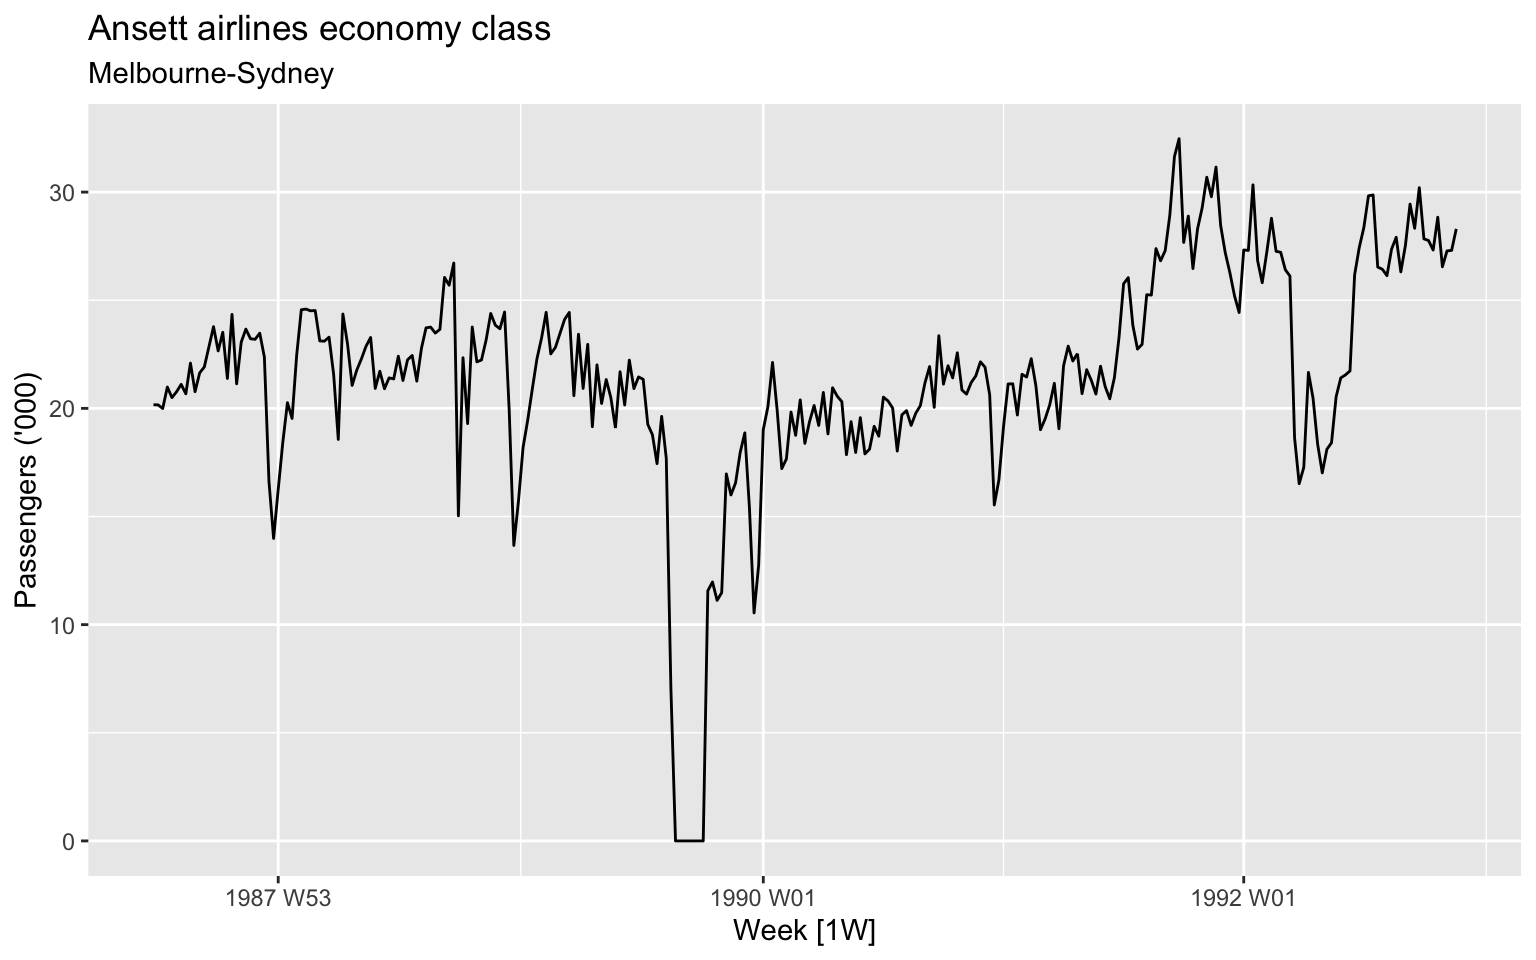 Ansett airlines economy class
Melbourne-Sydney
Passengers ('000)
30
20
10
0
1987 W53
1990 W01
1992 W01
Week [1W]